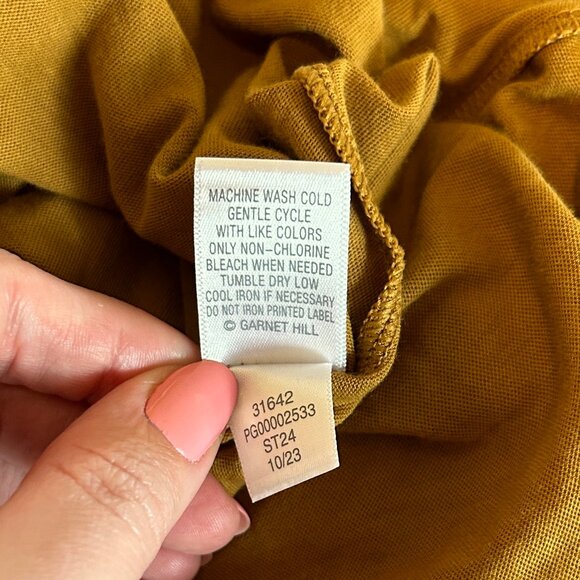 MACHINE WASH COLD
GENTLE CYCLE
WITH LIKE COLORS
ONLY NON-CHLORINE
BLEACH WHEN NEEDED
TUMBLE DRY LOW
COOL IRON IF NECESSARY
DO NOT IRON PRINTED LABEL
© GARNET HILL
31642
PG00002533
ST24
10/23